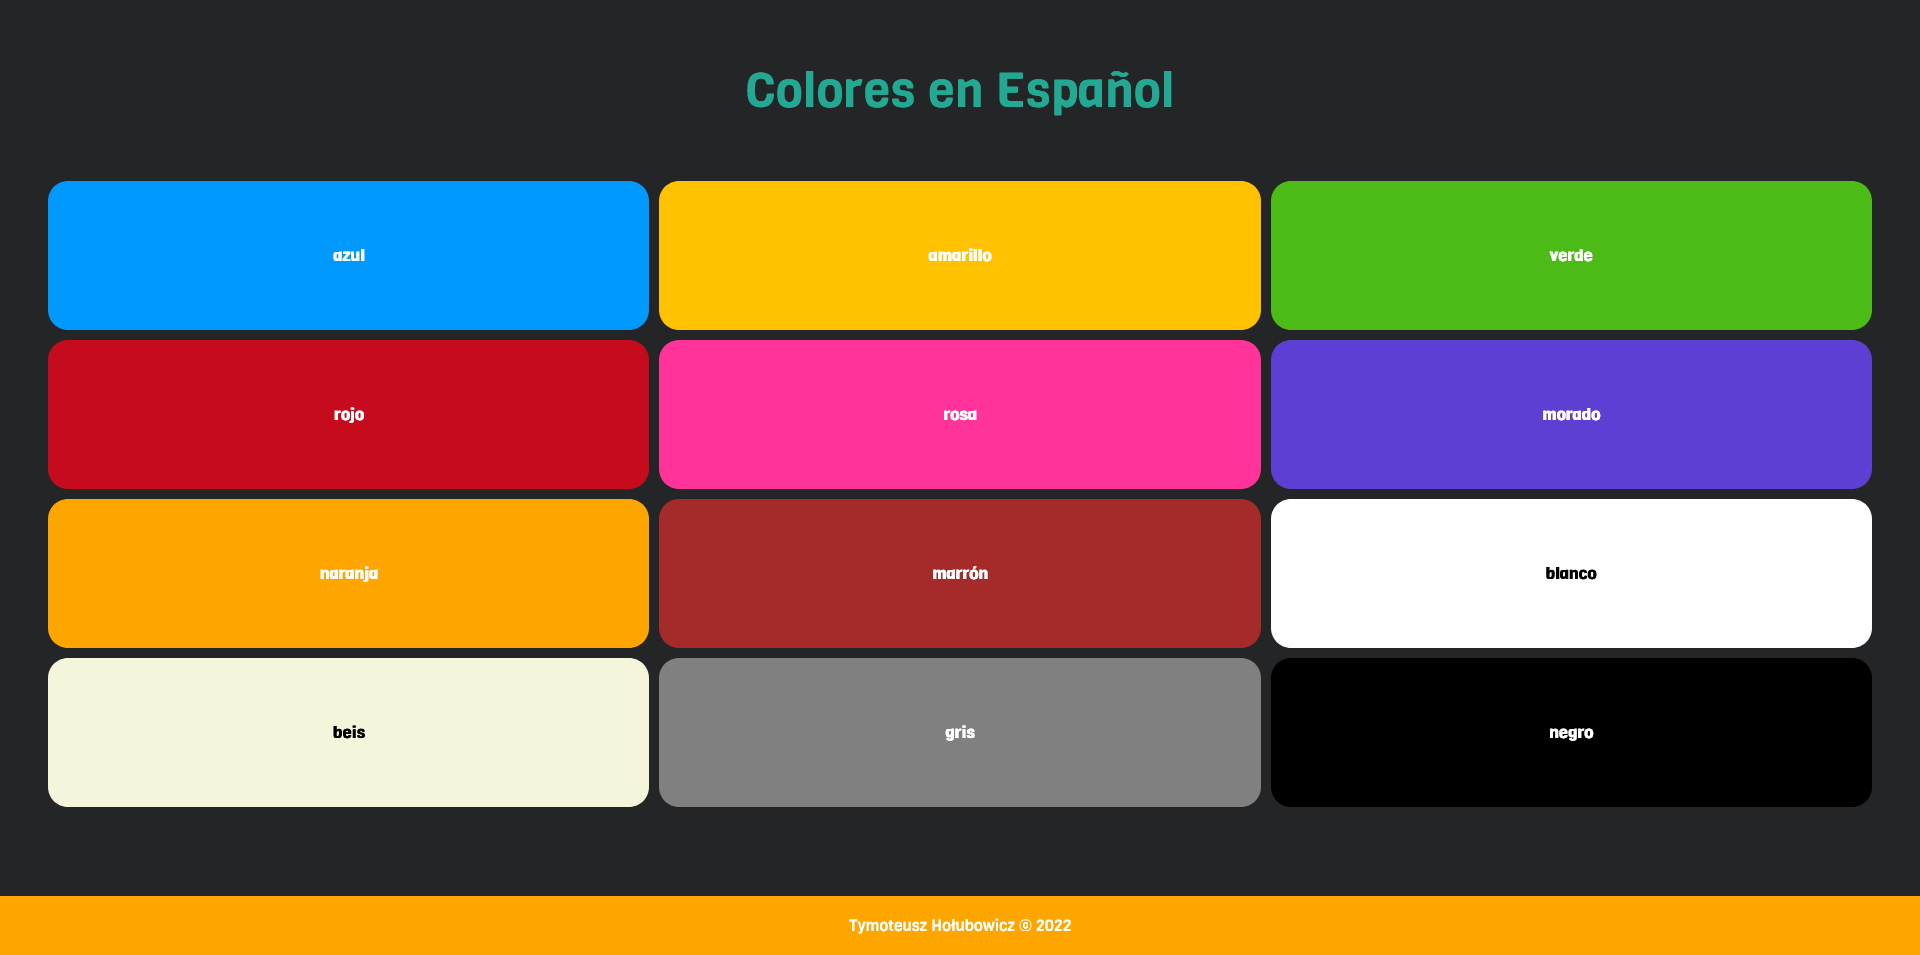 Colores en Español
azul
amarillo
verde
rojo
rosa
morado
naranja
marrón
blanco
beis
gris
negro
Tymoteusz Hołubowicz © 2022